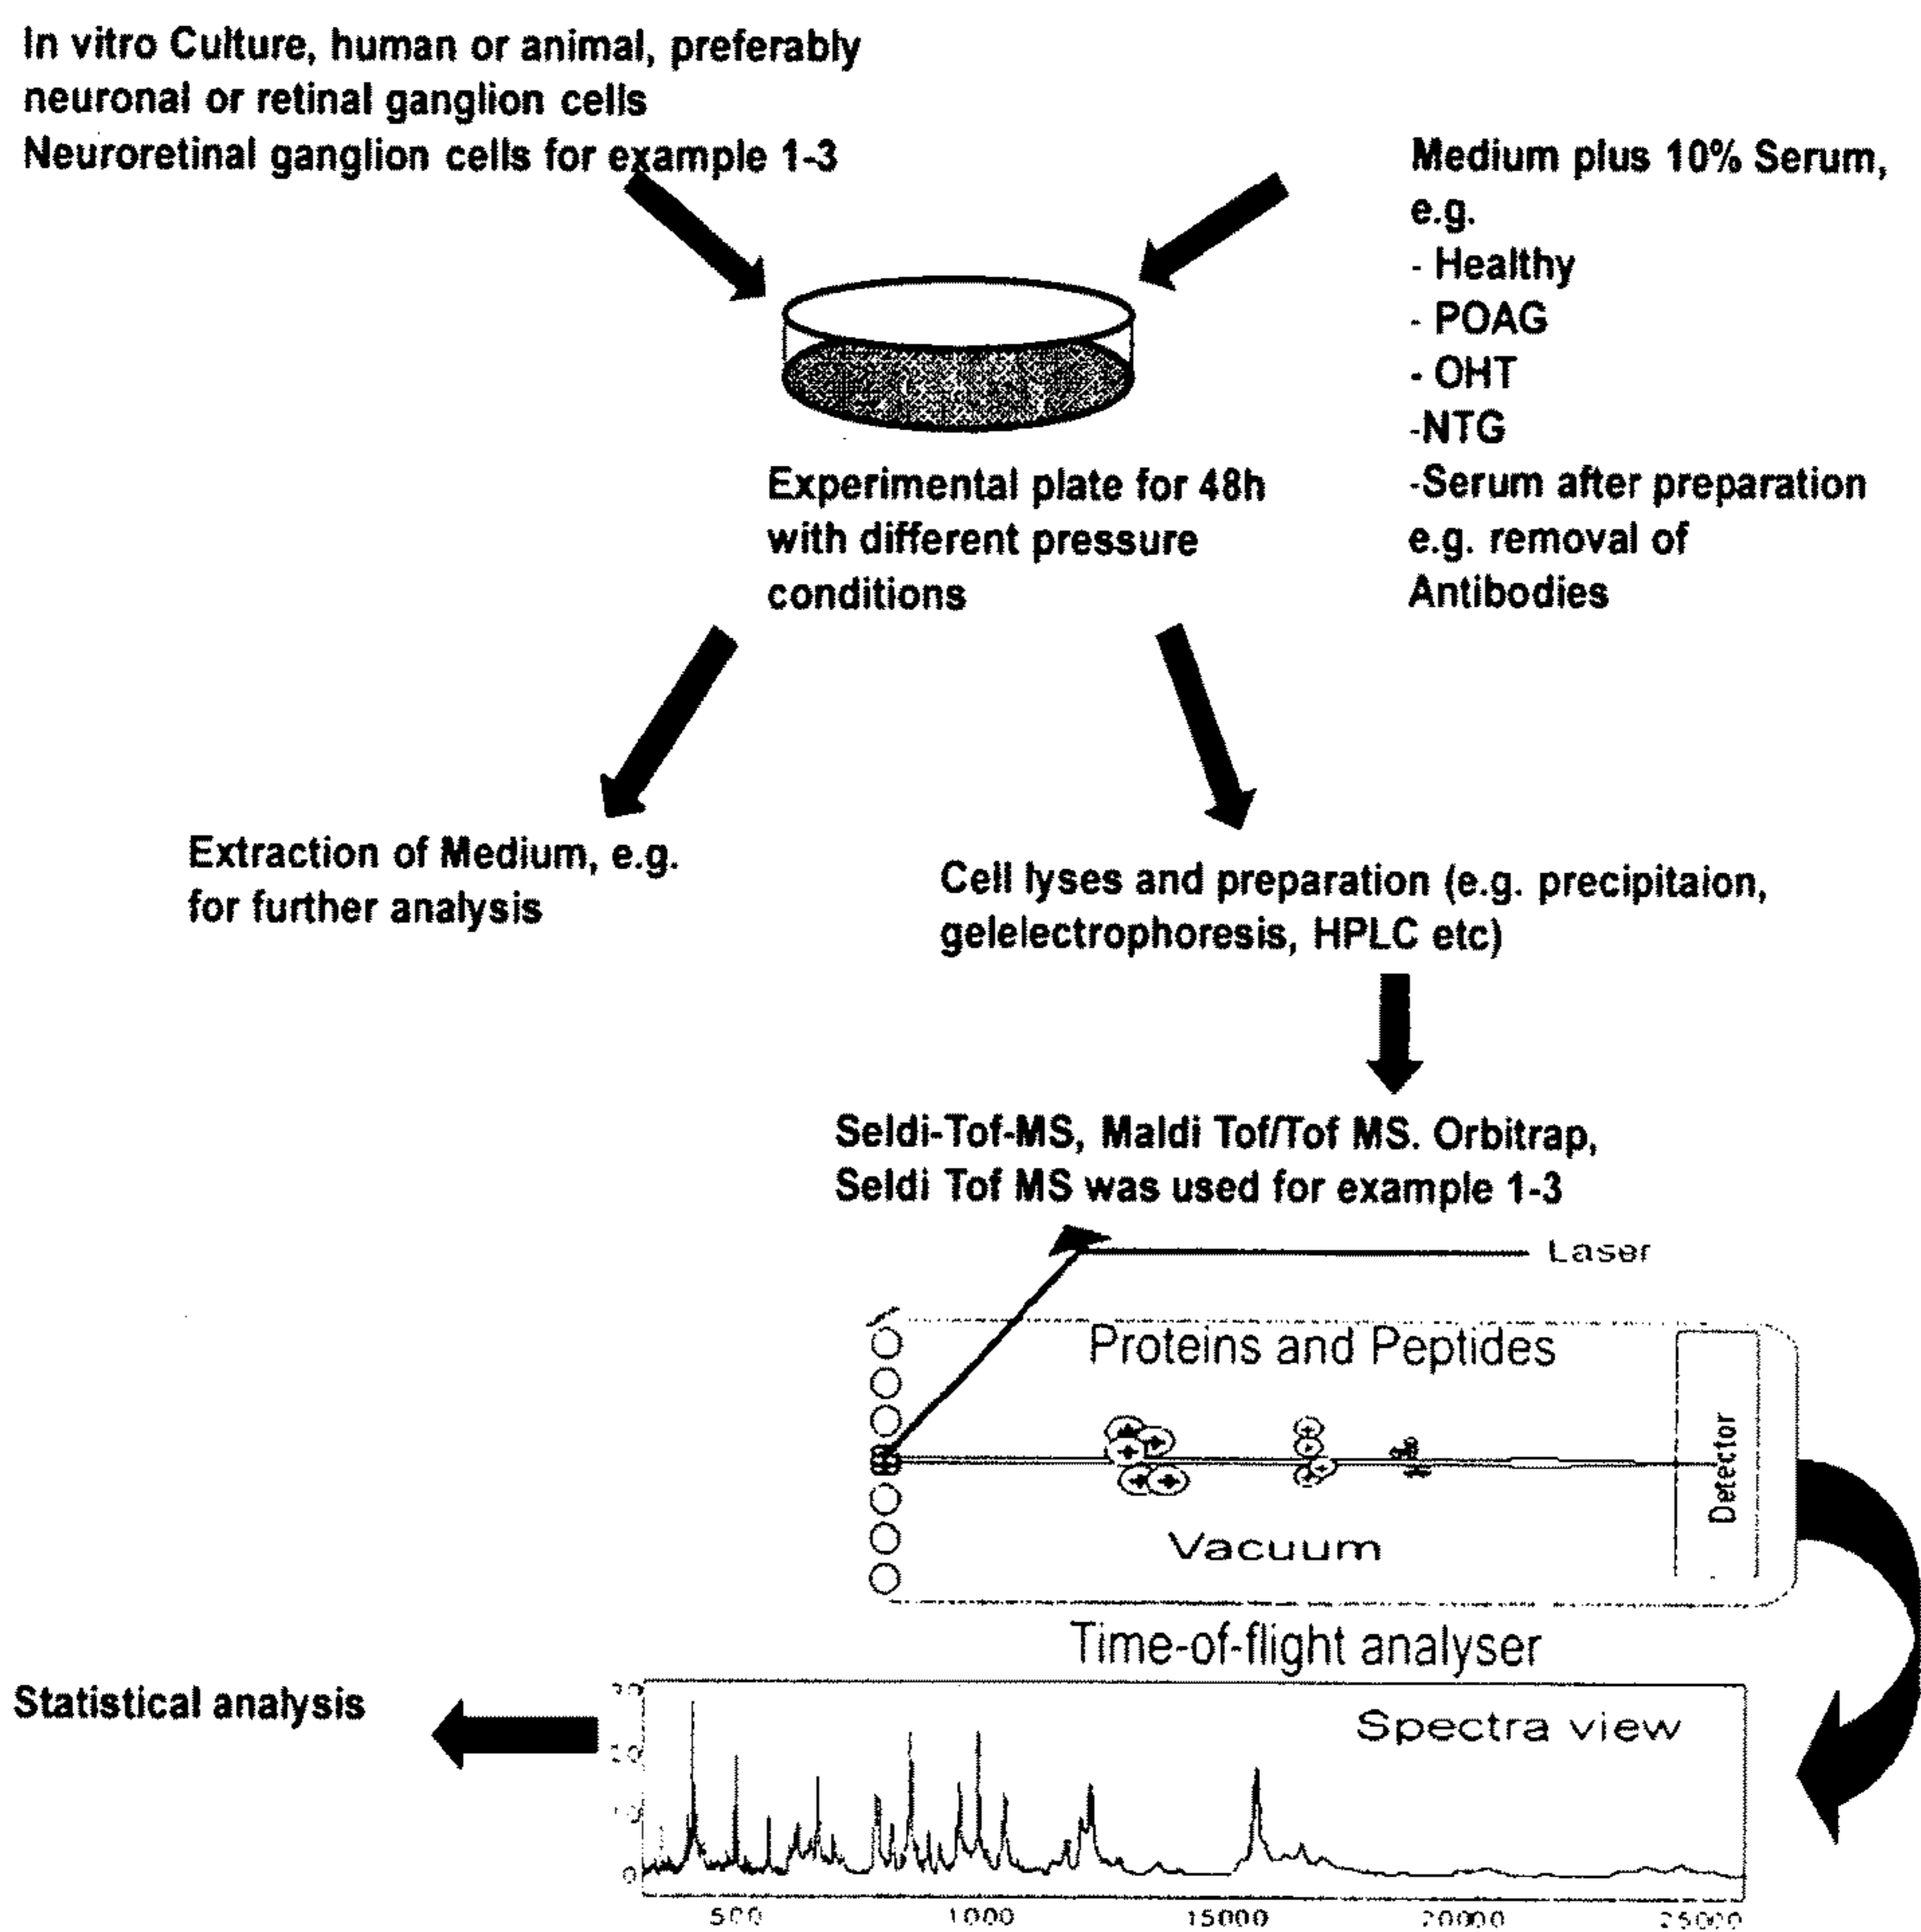 In vitro Culture, human or animal, preferably
neuronal or retinal ganglion cells
Neuroretinal ganglion cells for example 1-3
Medium plus 10% Serum,
e.g.
- Healthy
- POAG
- OHT
-NTG
-Serum after preparation
e.g. removal of
Antibodies
Experimental plate for 48h
with different pressure
conditions
Extraction of Medium, e.g.
for further analysis
Cell lyses and preparation (e.g. precipitaion,
gelelectrophoresis, HPLC etc)
Seldi-Tof-MS, Maldi Tof/Tof MS. Orbitrap,
Seldi Tof MS was used for example 1-3
Laser
Proteins and Peptides
Detector
Vacuum
Time-of-flight analyser
Statistical analysis
Spectra view
0
15000
20000
25000